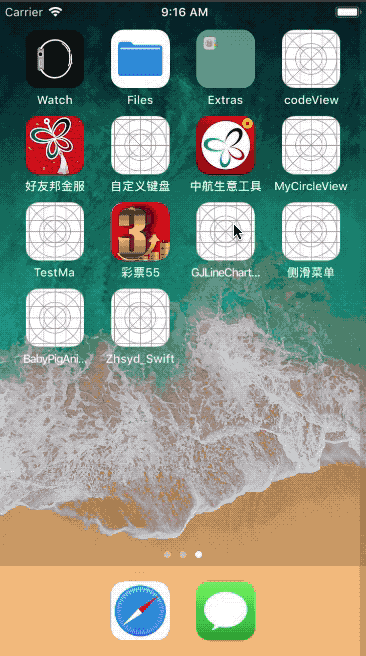 Carrier 9:16 AM
Watch Files Extras codeView
好友邦金服 自定义键盘 中航生意工具 MyCircleView
3
TestMa 彩票55 GJLineChart... 侧滑菜单
BabyPigAni... Zhsyd_Swift